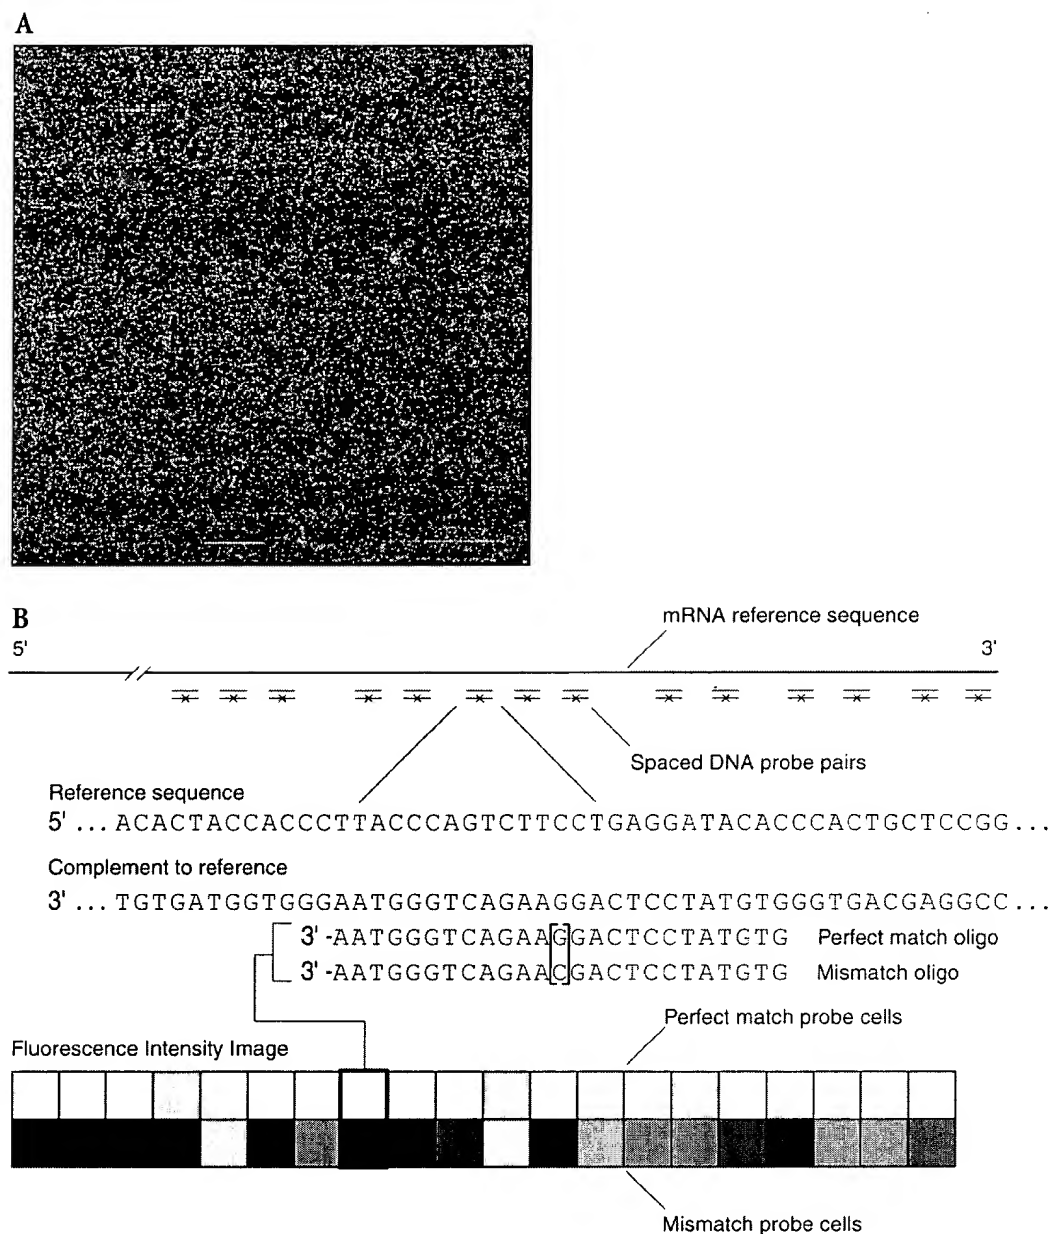 A
B
mRNA reference sequence
5' 3'
Spaced DNA probe pairs
Reference sequence
5' ... ACACTACCACCCTTACCCAGTCTTCCTGAGGATACACCCACTGCTCCGG ...
Complement to reference
3' ... TGTGATGGTGGGAATGGGTCAGAAGGACTCCTATGTGGGTGACGAGGCC ...
3' -AATGGGTCAGAAGGACTCCTATGTG Perfect match oligo
3' -AATGGGTCAGAACGACTCCTATGTG Mismatch oligo
Perfect match probe cells
Fluorescence Intensity Image
Mismatch probe cells